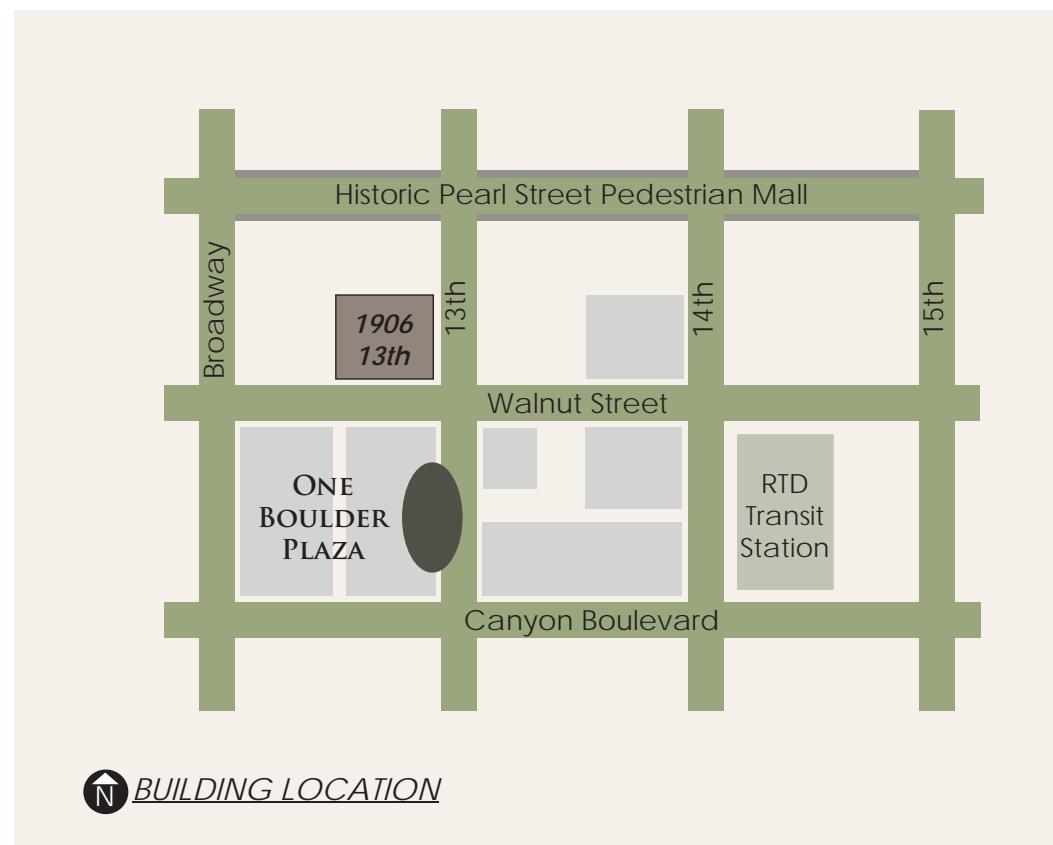 Historic Pearl Street Pedestrian Mall
Broadway
1906
13th
13th
14th
15th
Walnut Street
ONE
BOULDER
PLAZA
RTD
Transit
Station
Canyon Boulevard
N
BUILDING LOCATION